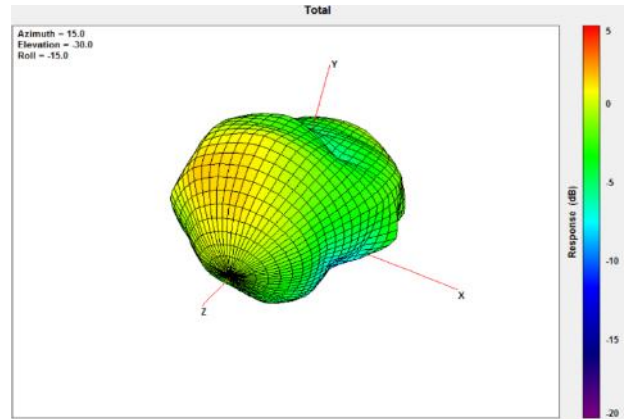 Total
Azimuth = 15.0
Elevation = -30.0
Roll = -15.0
Y
X
Z
5
0
-5
-10
-15
-20
Response (dB)